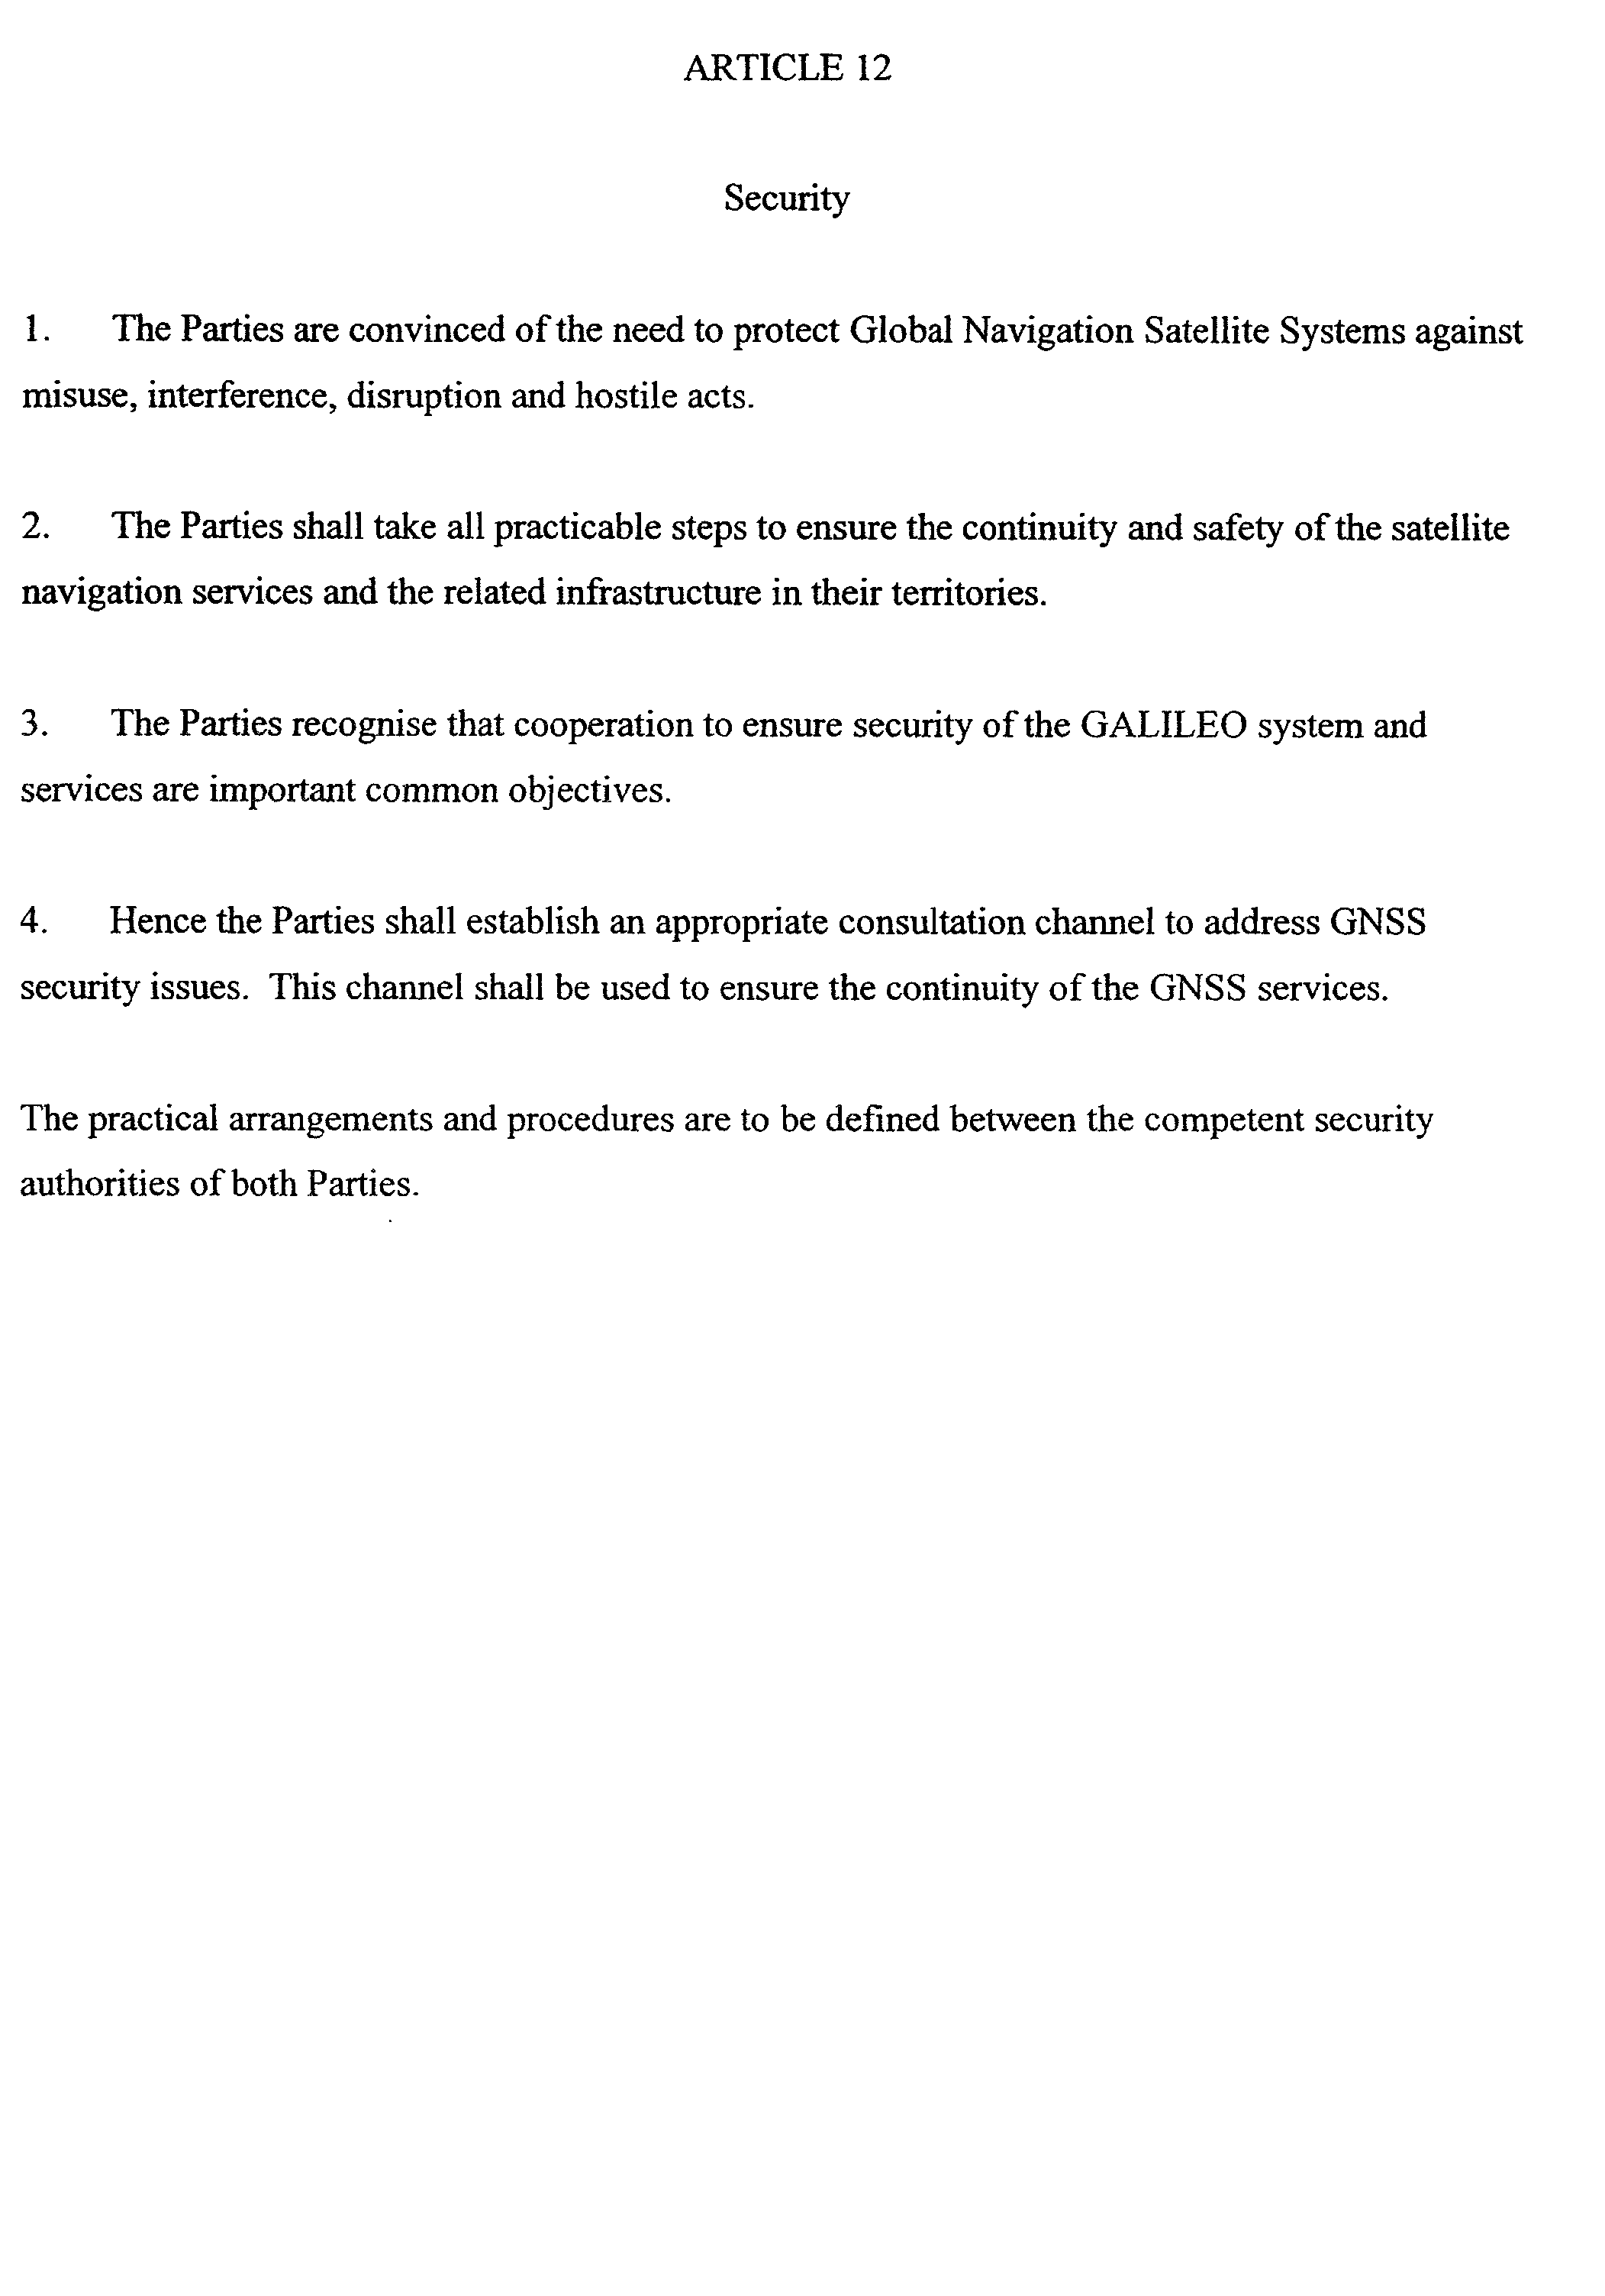 ARTICLE 12
Security
1. The Parties are convinced of the need to protect Global Navigation Satellite Systems against
misuse, interference, disruption and hostile acts.
2. The Parties shall take all practicable steps to ensure the continuity and safety of the satellite
navigation services and the related infrastructure in their territories.
3. The Parties recognise that cooperation to ensure security of the GALILEO system and
services are important common objectives.
4. Hence the Parties shall establish an appropriate consultation channel to address GNSS
security issues. This channel shall be used to ensure the continuity of the GNSS services.
The practical arrangements and procedures are to be defined between the competent security
authorities of both Parties.